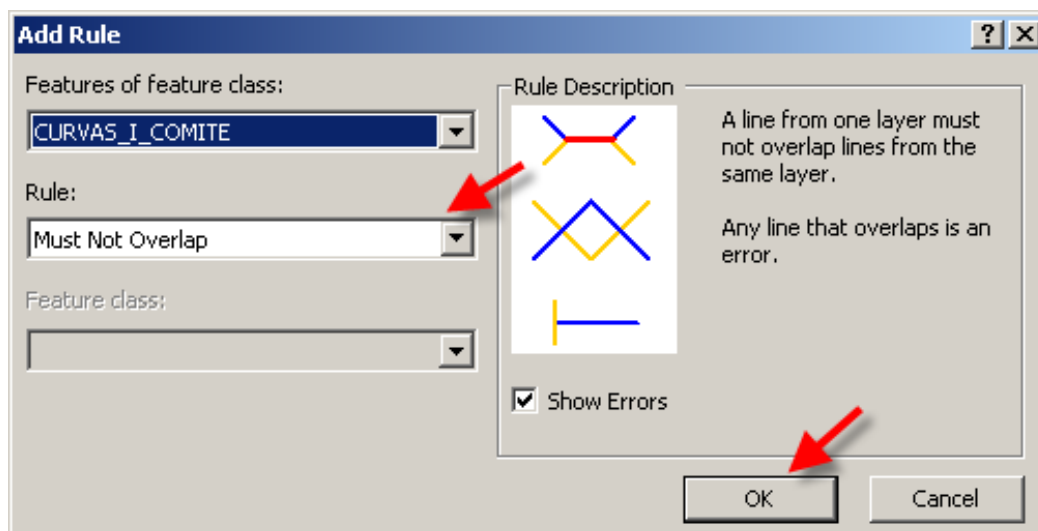 Add Rule
Features of feature class:
CURVAS_I_COMITE
Rule:
Must Not Overlap
Feature class:
Rule Description
A line from one layer must
not overlap lines from the
same layer.
Any line that overlaps is an
error.
Show Errors
OK
Cancel